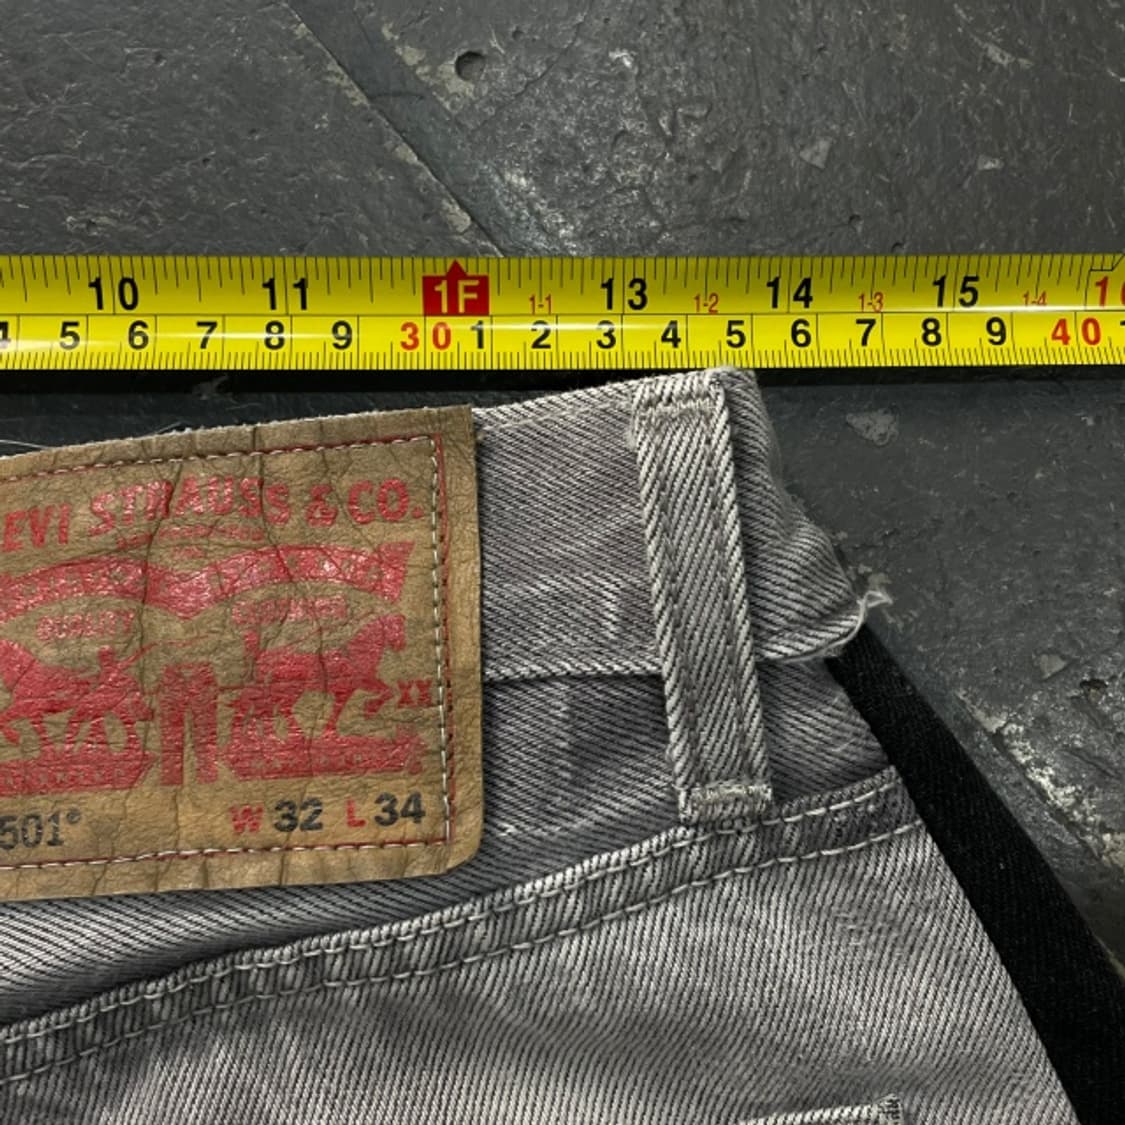 10 11 1F 1-1 13 1-2 14 1-3 15 1-4
5 6 7 8 9 30 1 2 3 4 5 6 7 8 9 40
EVI STRAUSS & CO.
QUALITY CLOTHING
XX
501®
W 32 L 34